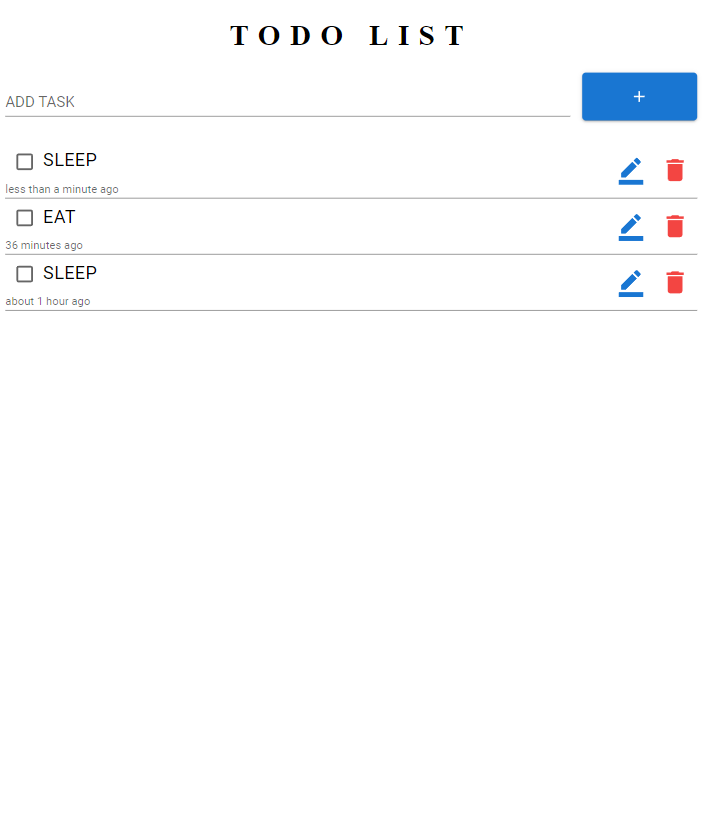 TODO LIST
ADD TASK
+
SLEEP
less than a minute ago
EAT
36 minutes ago
SLEEP
about 1 hour ago